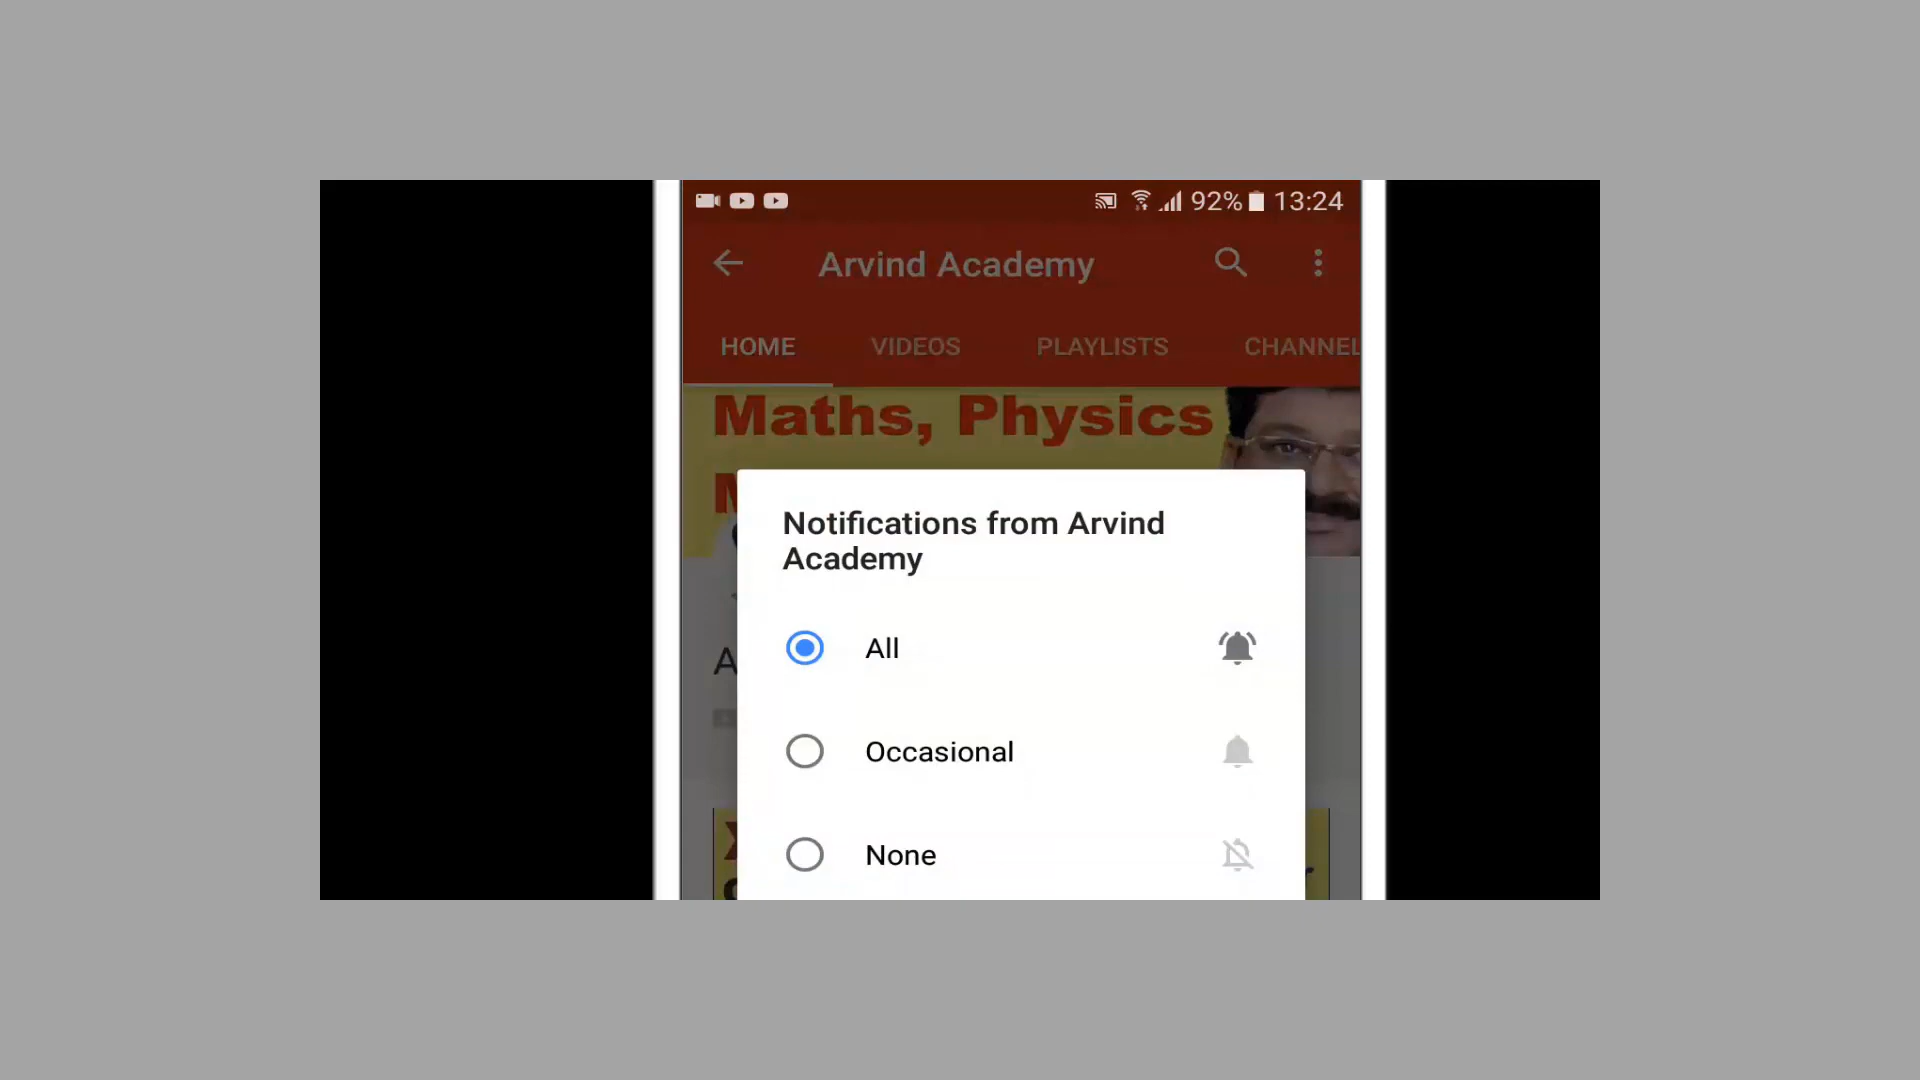 92% 13:24
Arvind Academy
HOME VIDEOS PLAYLISTS CHANNEL
Maths, Physics
Notifications from Arvind
Academy
All
Occasional
None